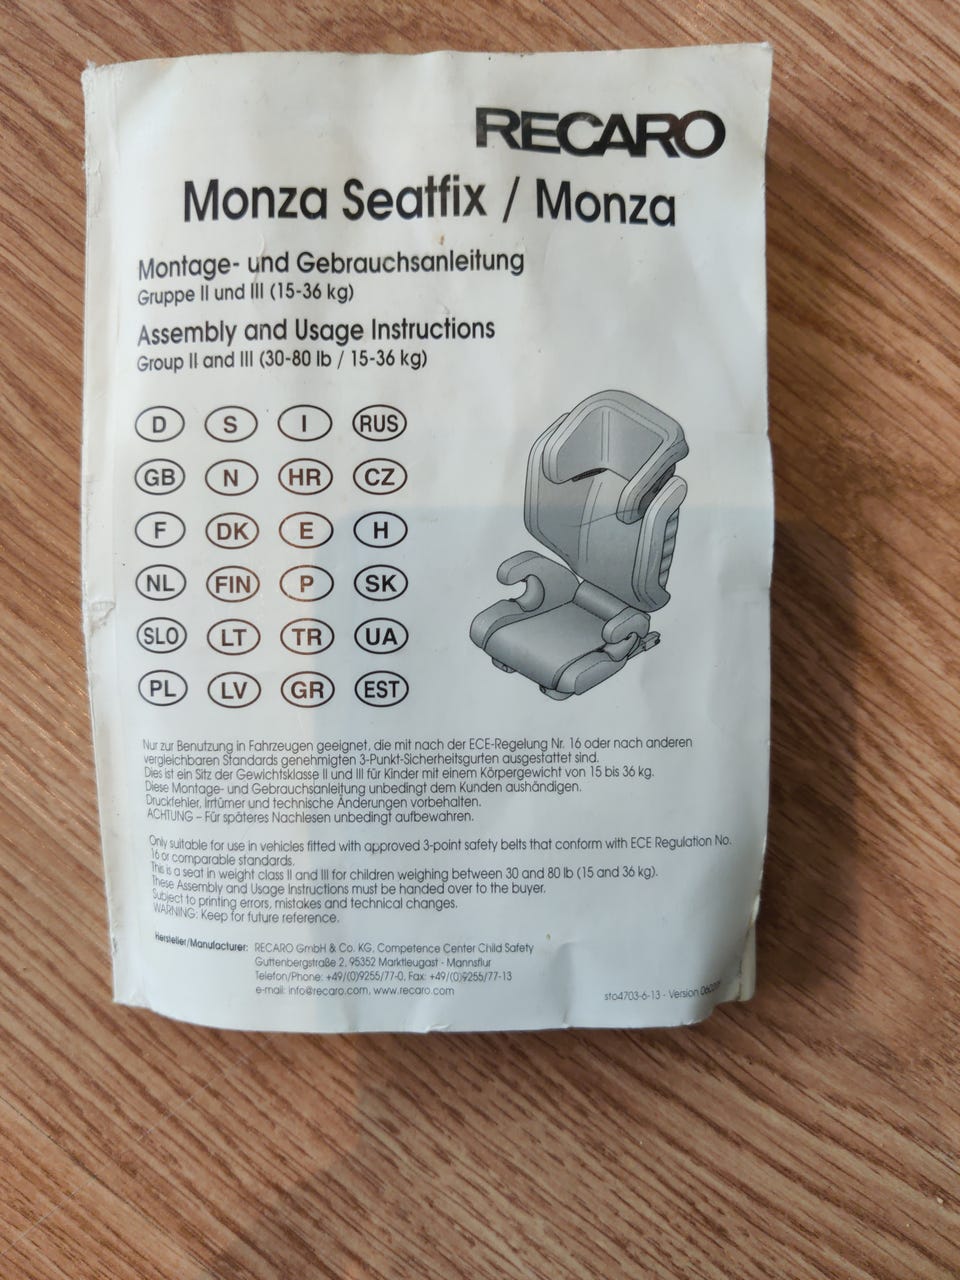 RECARO
Monza Seatfix / Monza
Montage- und Gebrauchsanleitung
Gruppe II und III (15-36 kg)
Assembly and Usage Instructions
Group II and III (30-80 lb / 15-36 kg)
D S I RUS
GB N HR CZ
F DK E H
NL FIN P SK
SLO LT TR UA
PL LV GR EST
Nur zur Benutzung in Fahrzeugen geeignet, die mit nach der ECE-Regelung Nr. 16 oder nach anderen
vergleichbaren Standards genehmigten 3-Punkt-Sicherheitsgurten ausgestattet sind.
Dies ist ein Sitz der Gewichtsklasse II und III für Kinder mit einem Körpergewicht von 15 bis 36 kg.
Diese Montage- und Gebrauchsanleitung unbedingt dem Kunden aushändigen.
Druckfehler, Irrtümer und technische Änderungen vorbehalten.
ACHTUNG – Für späteres Nachlesen unbedingt aufbewahren.
Only suitable for use in vehicles fitted with approved 3-point safety belts that conform with ECE Regulation No.
16 or comparable standards.
This is a seat in weight class II and III for children weighing between 30 and 80 lb (15 and 36 kg).
These Assembly and Usage Instructions must be handed over to the buyer.
Subject to printing errors, mistakes and technical changes.
WARNING: Keep for future reference.
Hersteller/Manufacturer: RECARO GmbH & Co. KG, Competence Center Child Safety
Guttenbergstraße 2, 95352 Marktleugast - Mannsflur
Telefon/Phone: +49/(0)9255/77-0, Fax: +49/(0)9255/77-13
e-mail: info@recaro.com, www.recaro.com
sto4703-6-13 - Version